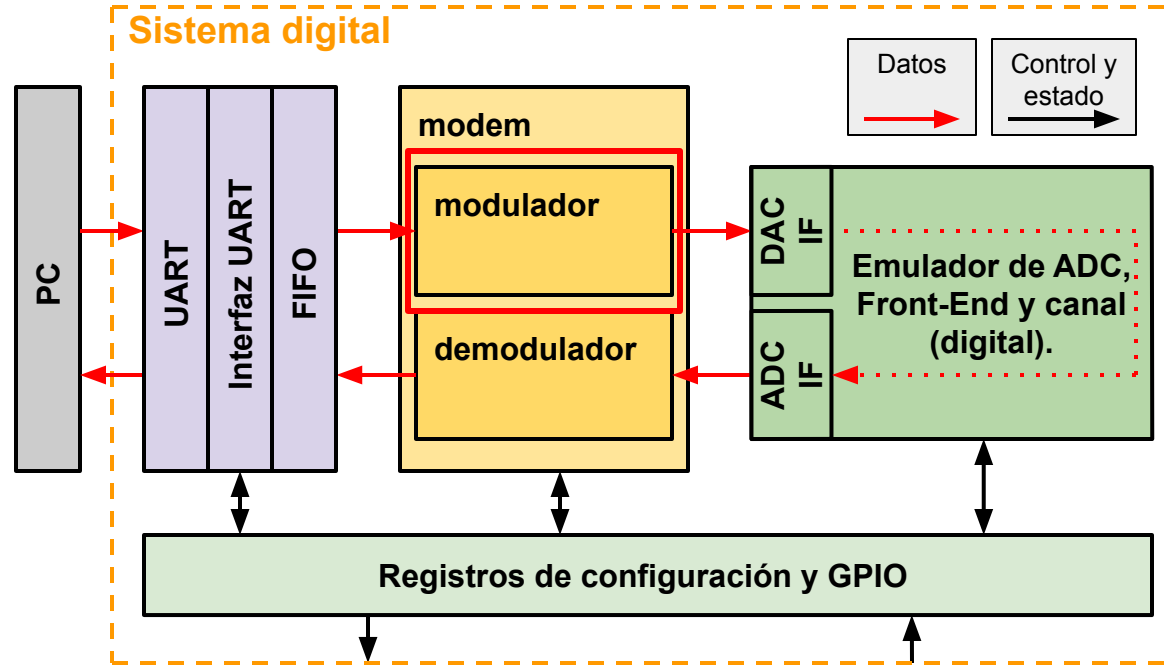 Sistema digital
Datos
Control y
estado
PC
UART
Interfaz UART
FIFO
modem
modulador
demodulador
DAC
IF
ADC
IF
Emulador de ADC,
Front-End y canal
(digital).
Registros de configuración y GPIO